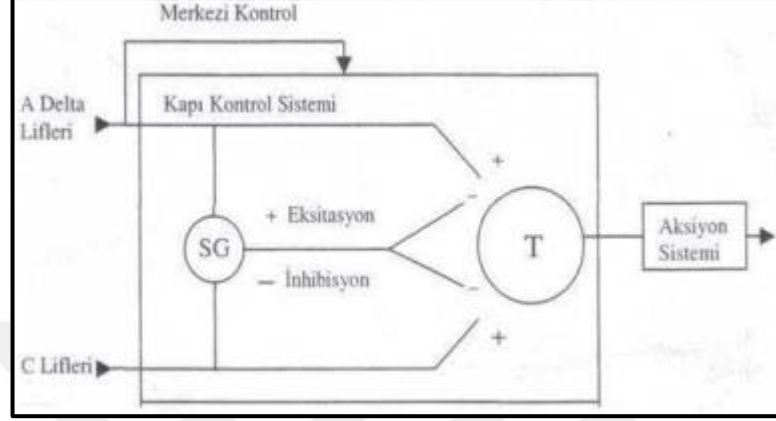 Merkezi Kontrol
A Delta
Lifleri
Kapı Kontrol Sistemi
+
-
+ Eksitasyon
SG
T
Aksiyon
Sistemi
— İnhibisyon
-
+
C Lifleri